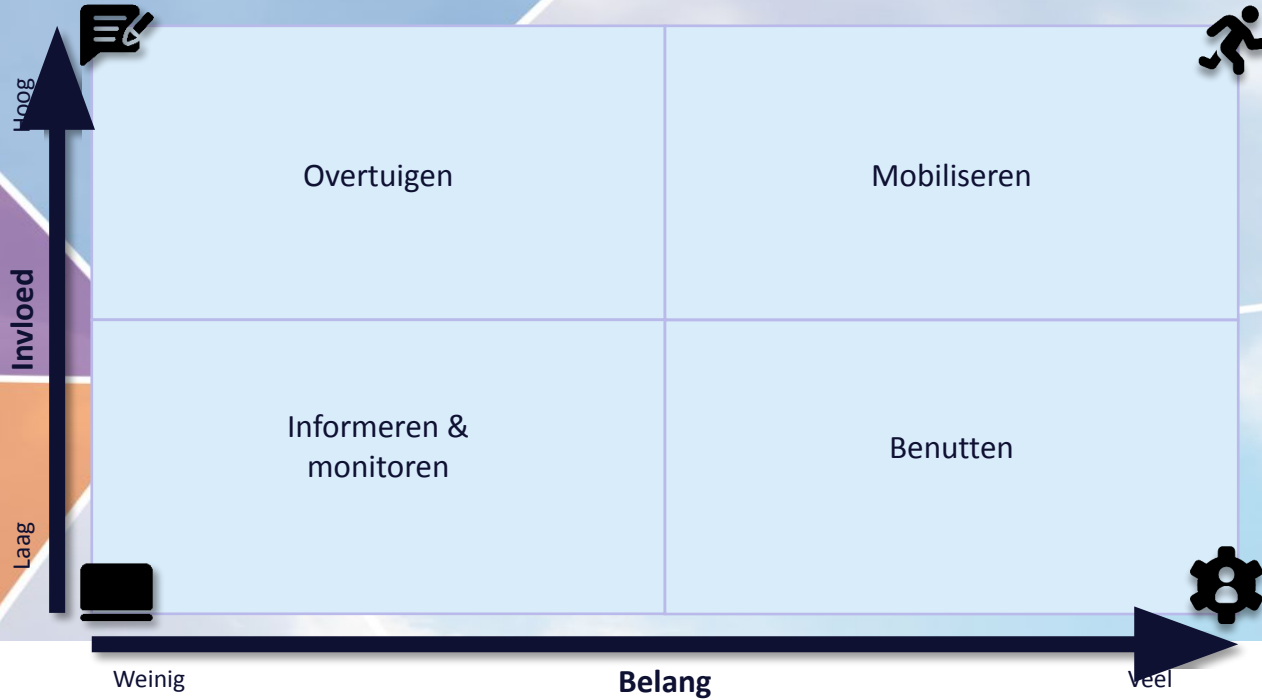 Hoog
Overtuigen
Mobiliseren
Invloed
Informeren &
monitoren
Benutten
Laag
Weinig
Belang
Veel